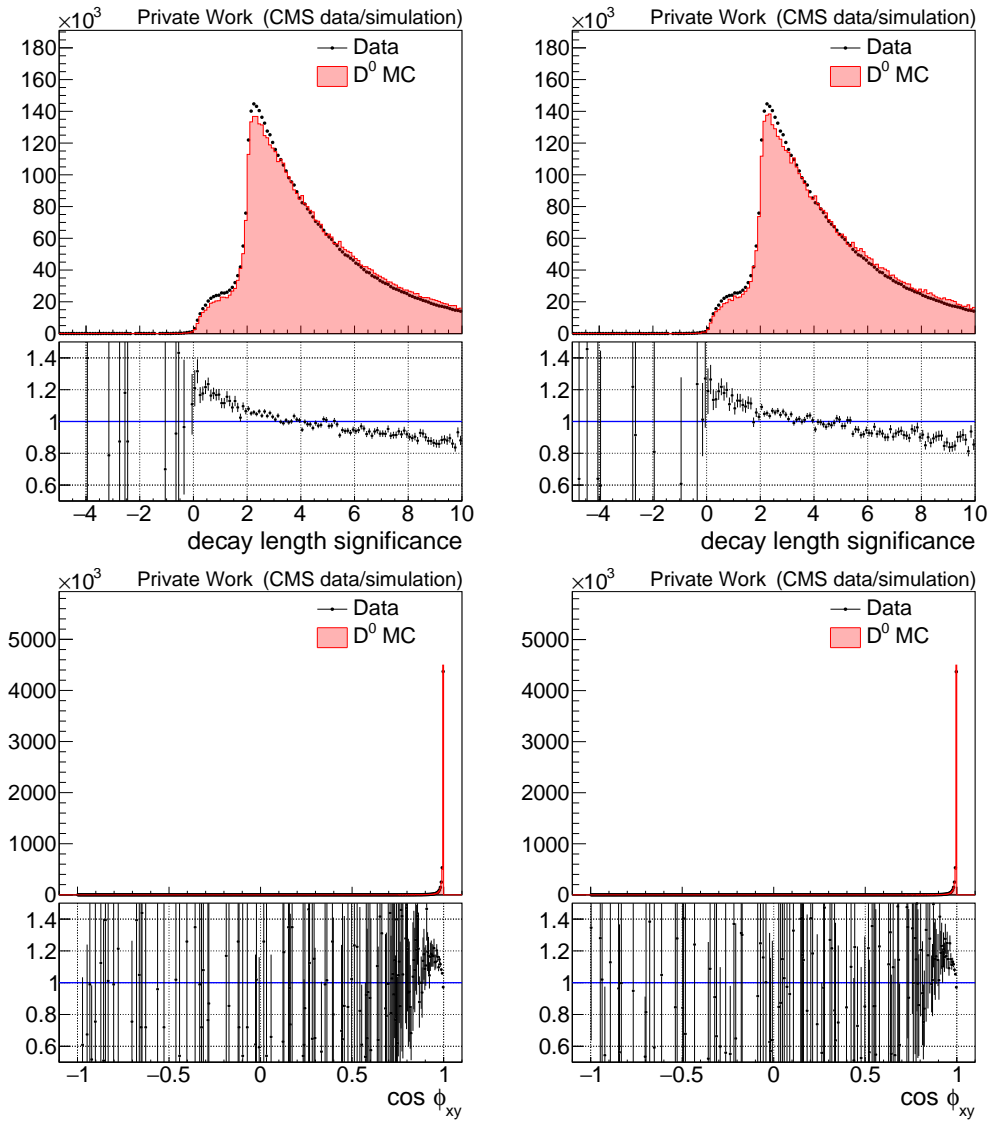 ×10³ Private Work (CMS data/simulation)
Data
D⁰ MC
180
160
140
120
100
80
60
40
20
0
1.4
1.2
1
0.8
0.6
−4 −2 0 2 4 6 8 10
decay length significance
×10³ Private Work (CMS data/simulation)
Data
D⁰ MC
180
160
140
120
100
80
60
40
20
0
1.4
1.2
1
0.8
0.6
−4 −2 0 2 4 6 8 10
decay length significance
×10³ Private Work (CMS data/simulation)
Data
D⁰ MC
5000
4000
3000
2000
1000
0
1.4
1.2
1
0.8
0.6
−1 −0.5 0 0.5 1
cos ϕxy
×10³ Private Work (CMS data/simulation)
Data
D⁰ MC
5000
4000
3000
2000
1000
0
1.4
1.2
1
0.8
0.6
−1 −0.5 0 0.5 1
cos ϕxy